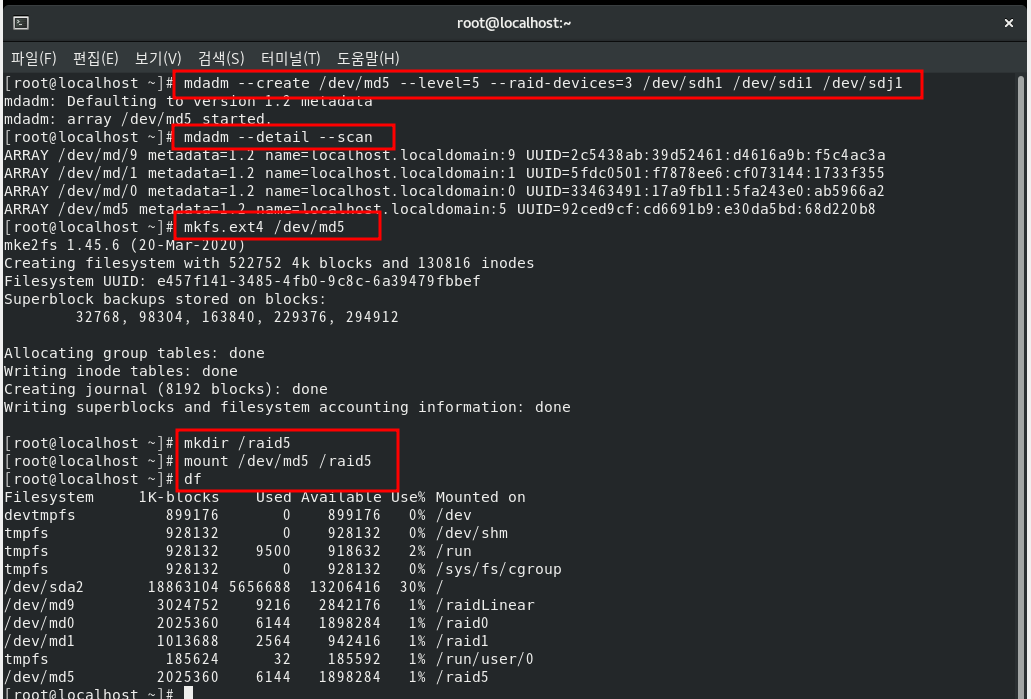 root@localhost:~
파일(F) 편집(E) 보기(V) 검색(S) 터미널(T) 도움말(H)
[root@localhost ~]# mdadm --create /dev/md5 --level=5 --raid-devices=3 /dev/sdh1 /dev/sdi1 /dev/sdj1
mdadm: Defaulting to version 1.2 metadata
mdadm: array /dev/md5 started.
[root@localhost ~]# mdadm --detail --scan
ARRAY /dev/md/9 metadata=1.2 name=localhost.localdomain:9 UUID=2c5438ab:39d52461:d4616a9b:f5c4ac3a
ARRAY /dev/md/1 metadata=1.2 name=localhost.localdomain:1 UUID=5fdc0501:f7878ee6:cf073144:1733f355
ARRAY /dev/md/0 metadata=1.2 name=localhost.localdomain:0 UUID=33463491:17a9fb11:5fa243e0:ab5966a2
ARRAY /dev/md5 metadata=1.2 name=localhost.localdomain:5 UUID=92ced9cf:cd6691b9:e30da5bd:68d220b8
[root@localhost ~]# mkfs.ext4 /dev/md5
mke2fs 1.45.6 (20-Mar-2020)
Creating filesystem with 522752 4k blocks and 130816 inodes
Filesystem UUID: e457f141-3485-4fb0-9c8c-6a39479fbbef
Superblock backups stored on blocks:
        32768, 98304, 163840, 229376, 294912
Allocating group tables: done
Writing inode tables: done
Creating journal (8192 blocks): done
Writing superblocks and filesystem accounting information: done
[root@localhost ~]# mkdir /raid5
[root@localhost ~]# mount /dev/md5 /raid5
[root@localhost ~]# df
Filesystem     1K-blocks    Used Available Use% Mounted on
devtmpfs          899176       0    899176   0% /dev
tmpfs             928132       0    928132   0% /dev/shm
tmpfs             928132    9500    918632   2% /run
tmpfs             928132       0    928132   0% /sys/fs/cgroup
/dev/sda2       18863104 5656688  13206416  30% /
/dev/md9         3024752    9216   2842176   1% /raidLinear
/dev/md0         2025360    6144   1898284   1% /raid0
/dev/md1         1013688    2564    942416   1% /raid1
tmpfs             185624      32    185592   1% /run/user/0
/dev/md5         2025360    6144   1898284   1% /raid5
[root@localhost ~]#